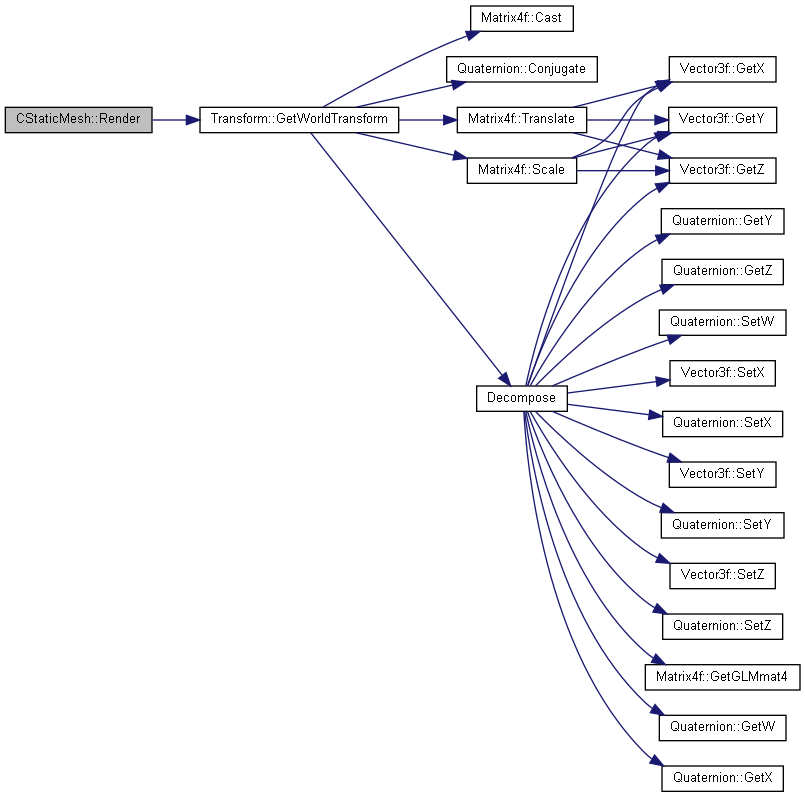 Matrix4f::Cast
Quaternion::Conjugate
Vector3f::GetX
CStaticMesh::Render
Transform::GetWorldTransform
Matrix4f::Translate
Vector3f::GetY
Matrix4f::Scale
Vector3f::GetZ
Quaternion::GetY
Quaternion::GetZ
Quaternion::SetW
Vector3f::SetX
Decompose
Quaternion::SetX
Vector3f::SetY
Quaternion::SetY
Vector3f::SetZ
Quaternion::SetZ
Matrix4f::GetGLMmat4
Quaternion::GetW
Quaternion::GetX